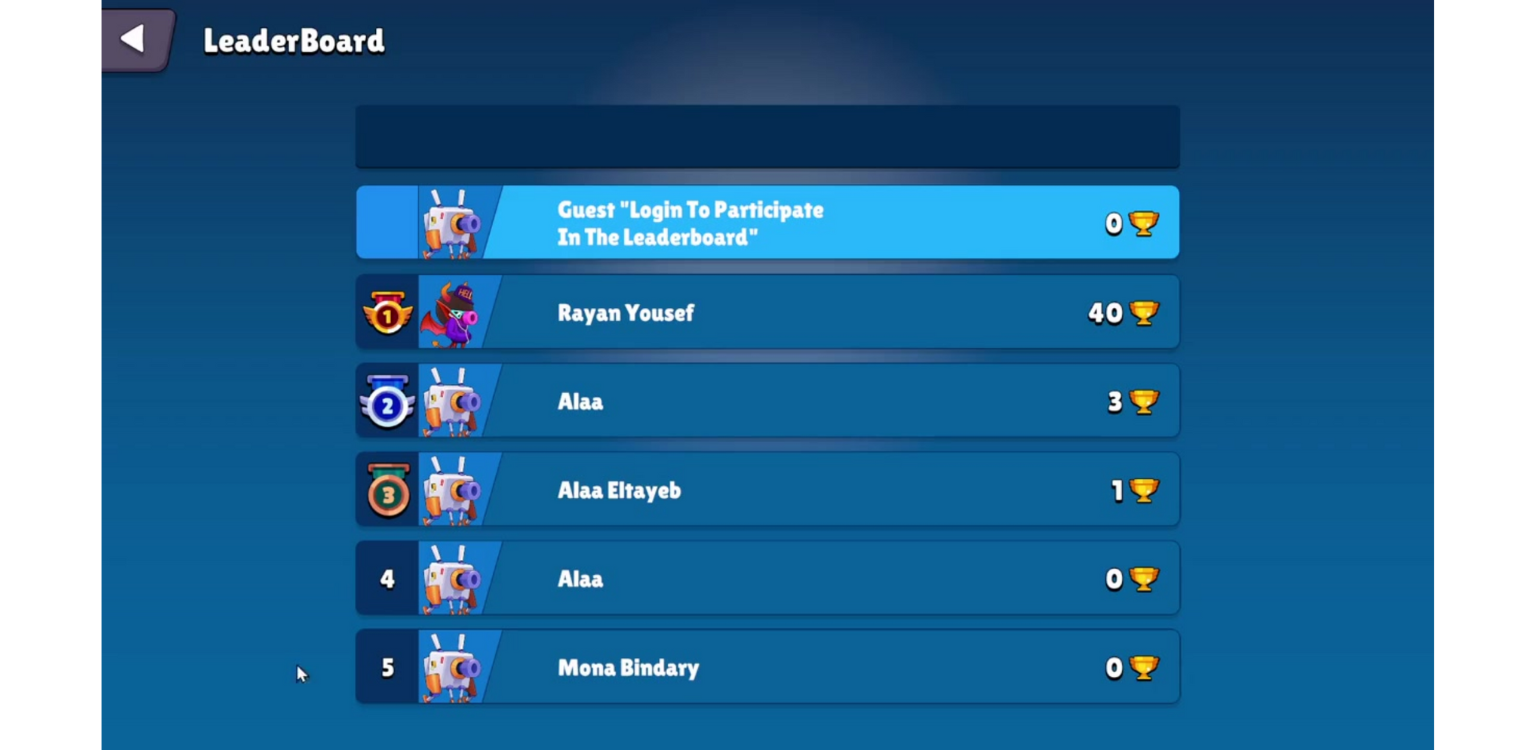 LeaderBoard
Guest "Login To Participate
In The Leaderboard"
0
1
HELL
Rayan Yousef
40
2
Alaa
3
3
Alaa Eltayeb
1
4
Alaa
0
5
Mona Bindary
0